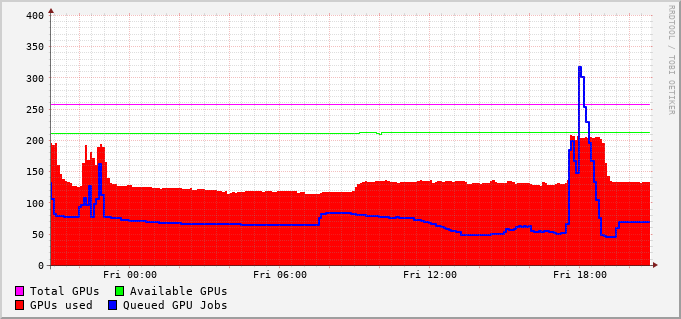 400
350
300
250
200
150
100
50
0
Fri 00:00 Fri 06:00 Fri 12:00 Fri 18:00
Total GPUs Available GPUs
GPUs used Queued GPU Jobs
RRDTOOL / TOBI OETIKER